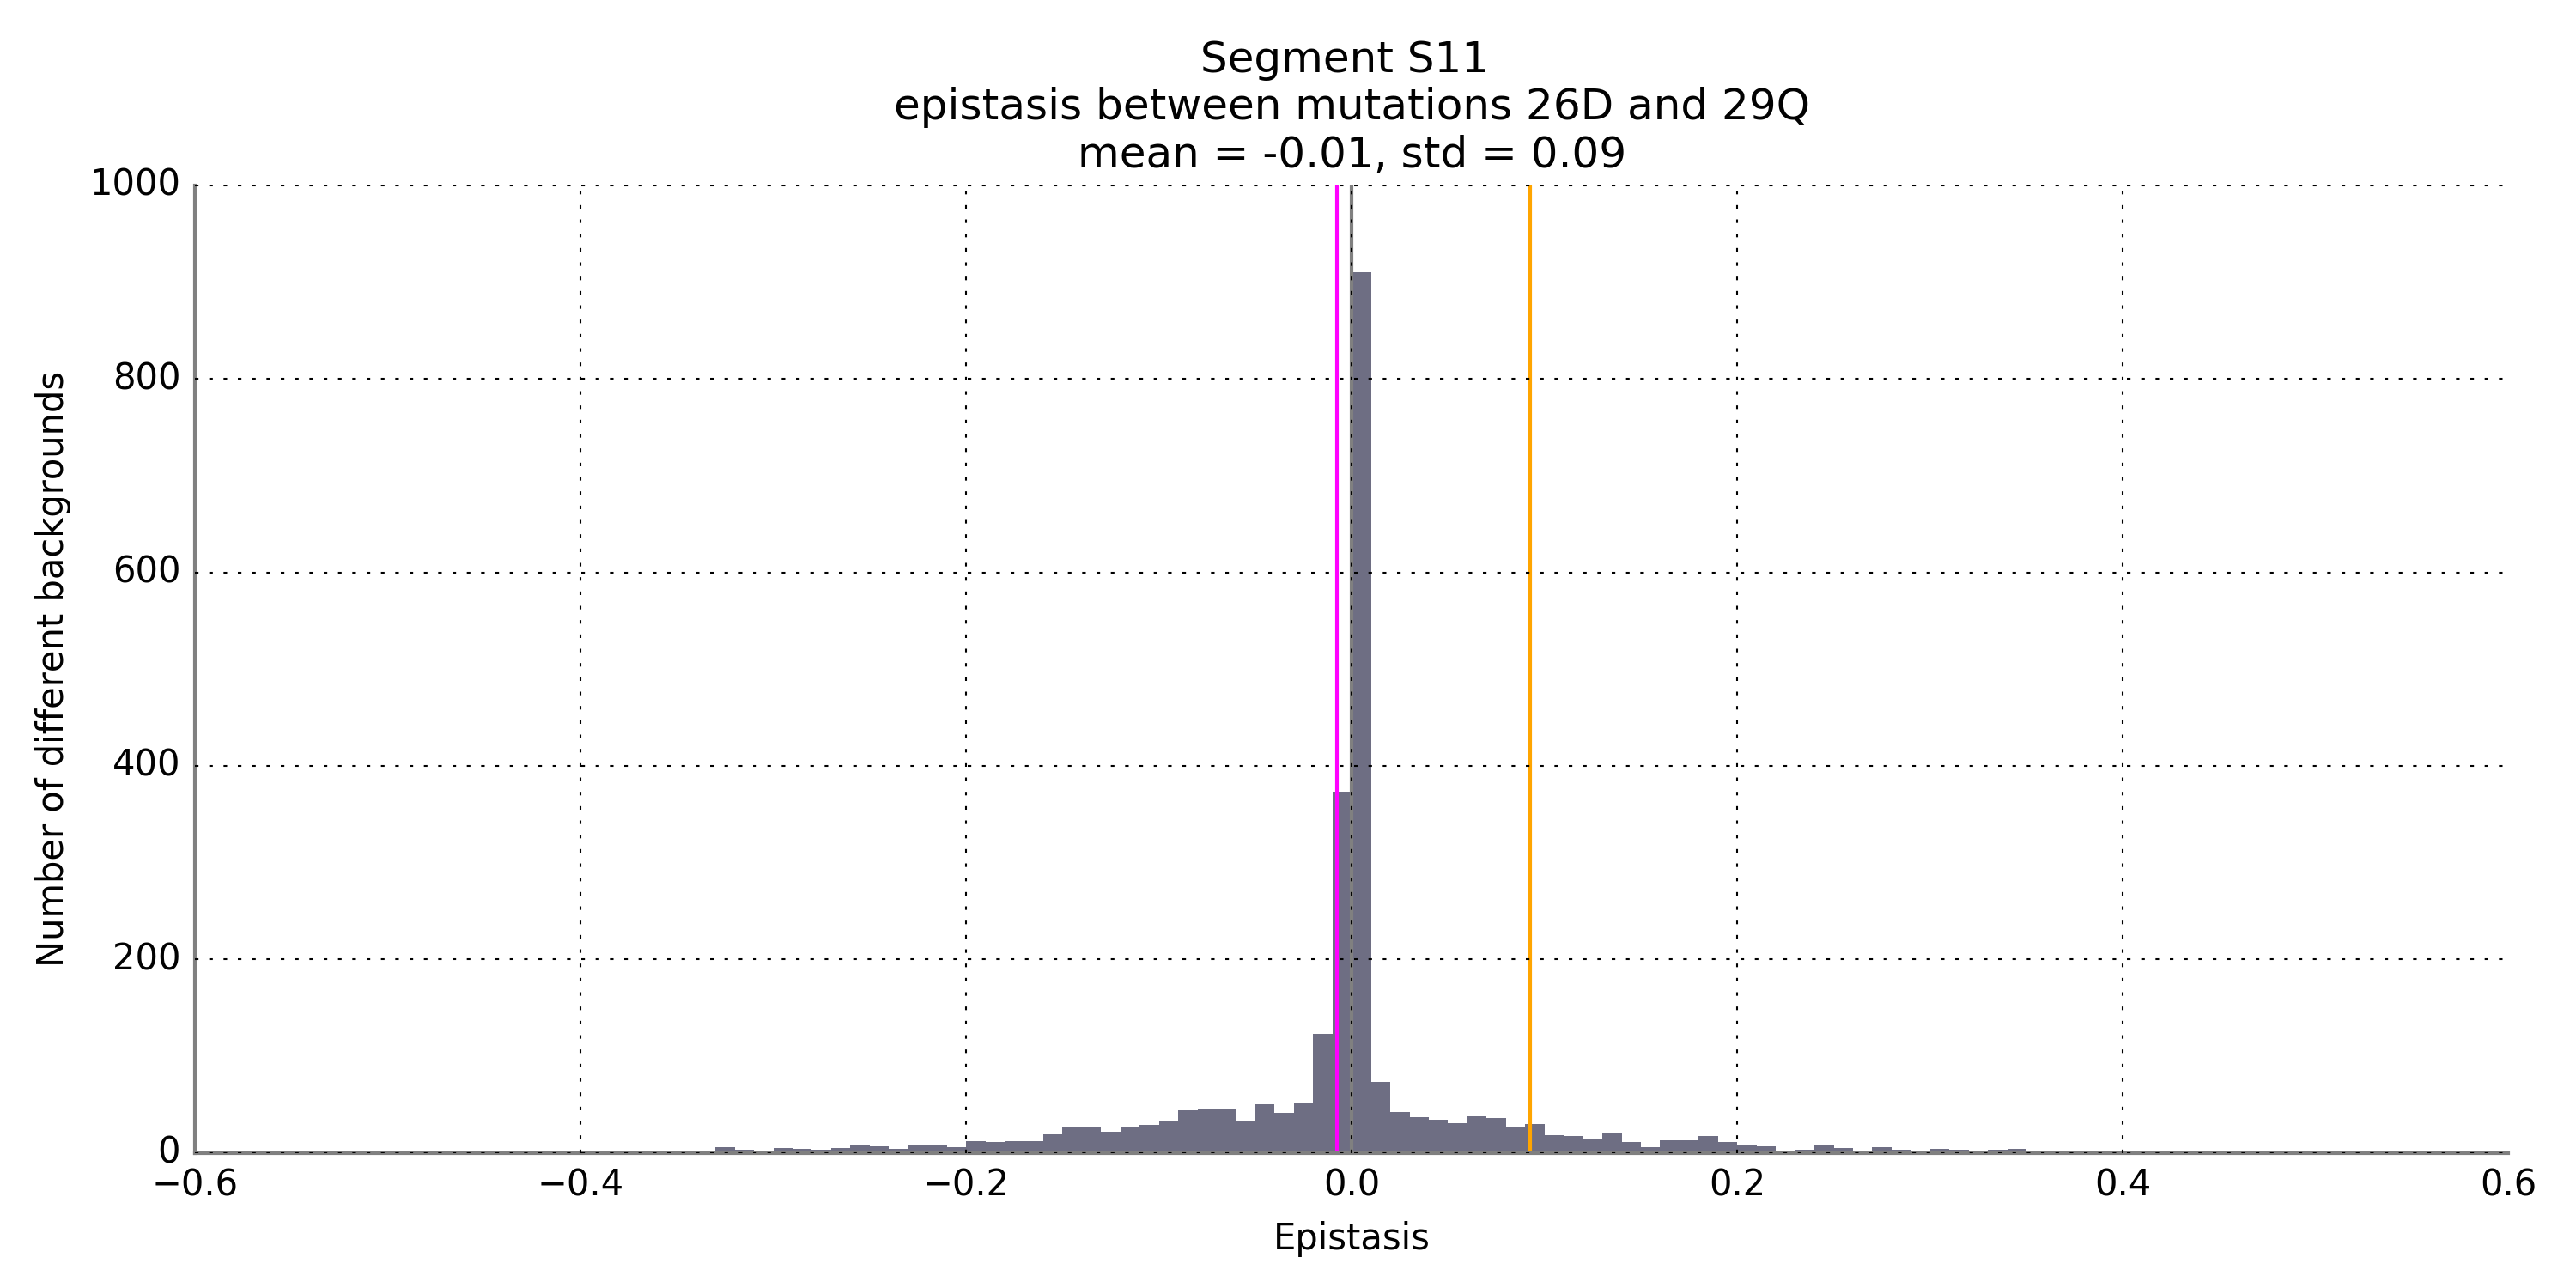 Segment S11
epistasis between mutations 26D and 29Q
mean = -0.01, std = 0.09
1000
800
600
400
200
0
Number of different backgrounds
−0.6 −0.4 −0.2 0.0 0.2 0.4 0.6
Epistasis